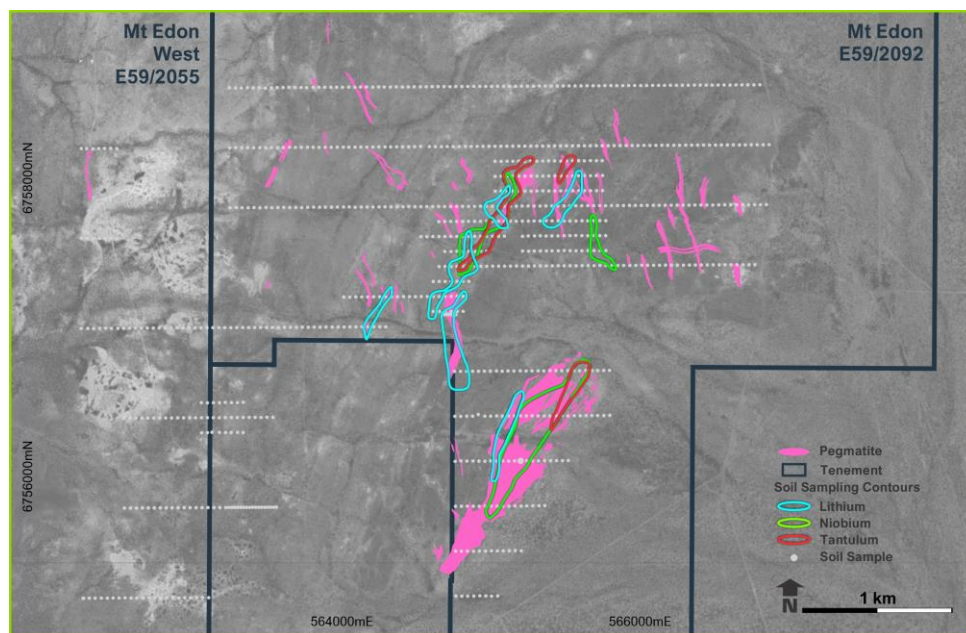 Mt Edon
West
E59/2055
Mt Edon
E59/2092
6758000mN
6756000mN
Pegmatite
Tenement
Soil Sampling Contours
Lithium
Niobium
Tantulum
Soil Sample
N
1 km
564000mE
566000mE